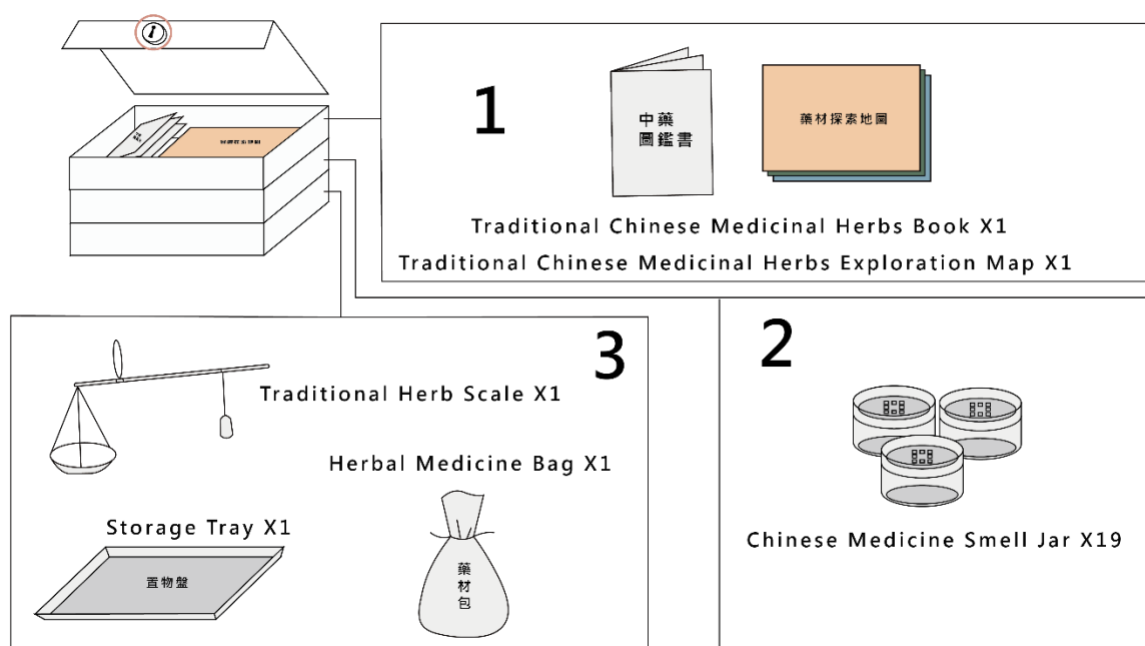 1
中藥
圖鑑書
藥材探索地圖
Traditional Chinese Medicinal Herbs Book X1
Traditional Chinese Medicinal Herbs Exploration Map X1
3
Traditional Herb Scale X1
Herbal Medicine Bag X1
Storage Tray X1
置物盤
藥
材
包
2
Chinese Medicine Smell Jar X19